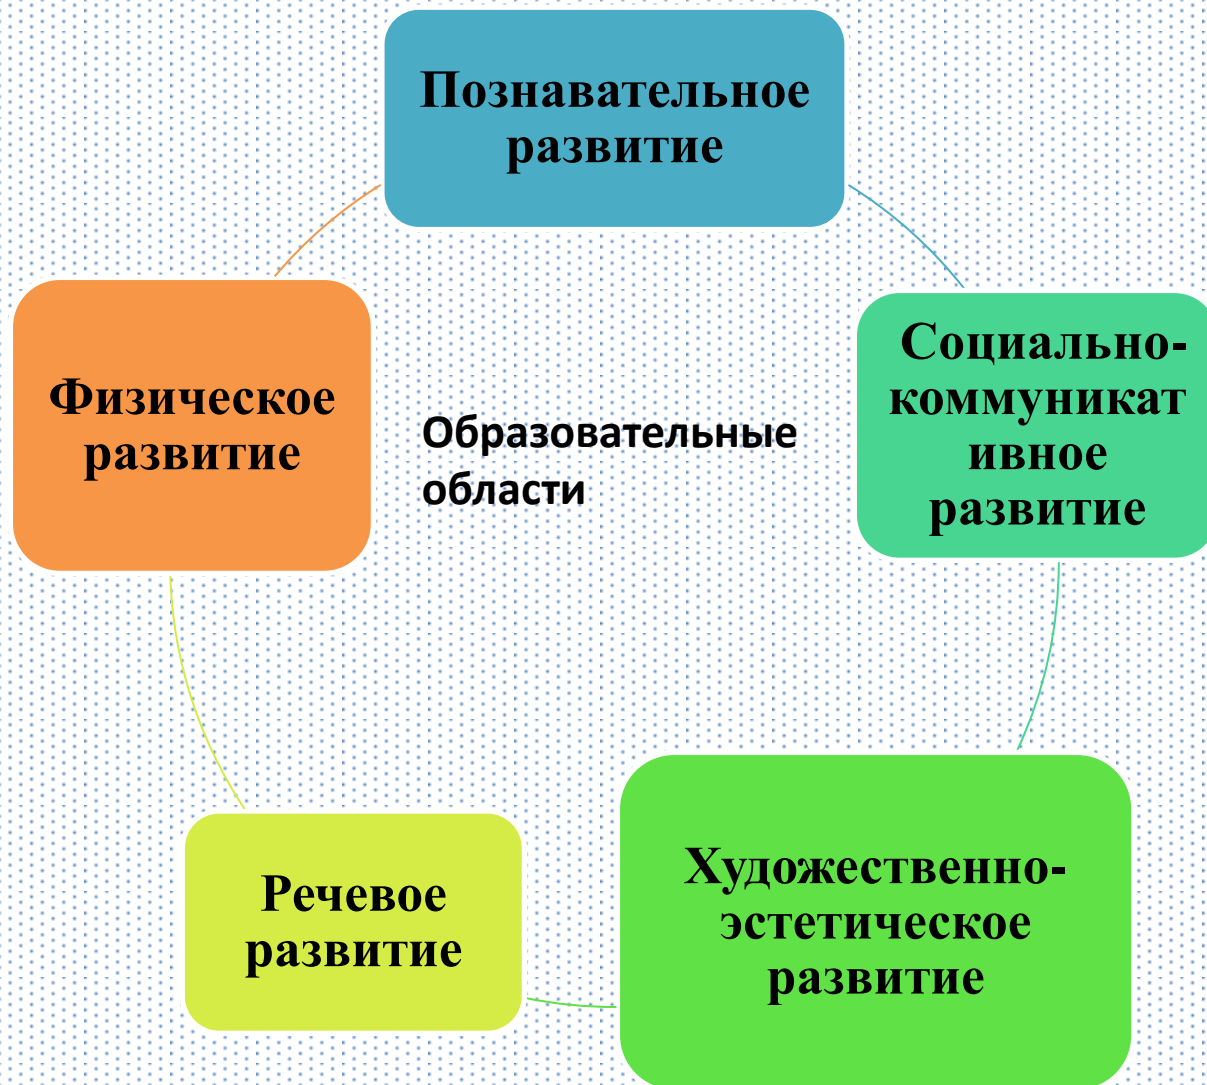 Познавательное
развитие
Социально-
коммуникат
ивное
развитие
Художественно-
эстетическое
развитие
Речевое
развитие
Физическое
развитие
Образовательные
области